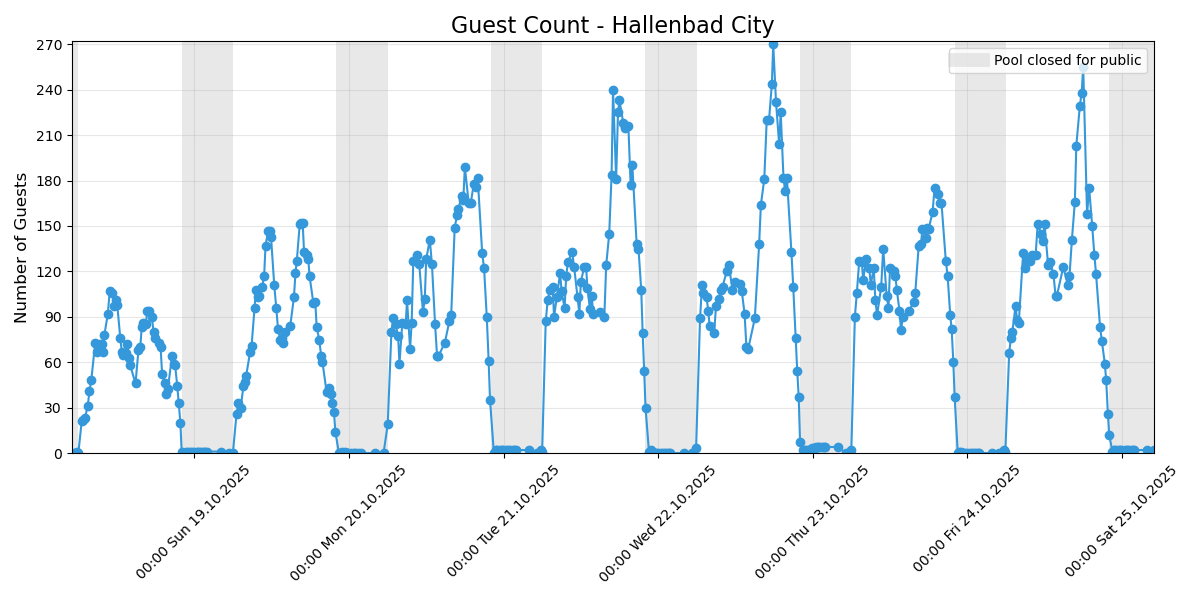 Guest Count - Hallenbad City
Pool closed for public
Number of Guests
270
240
210
180
150
120
90
60
30
0
00:00 Sun 19.10.2025
00:00 Mon 20.10.2025
00:00 Tue 21.10.2025
00:00 Wed 22.10.2025
00:00 Thu 23.10.2025
00:00 Fri 24.10.2025
00:00 Sat 25.10.2025